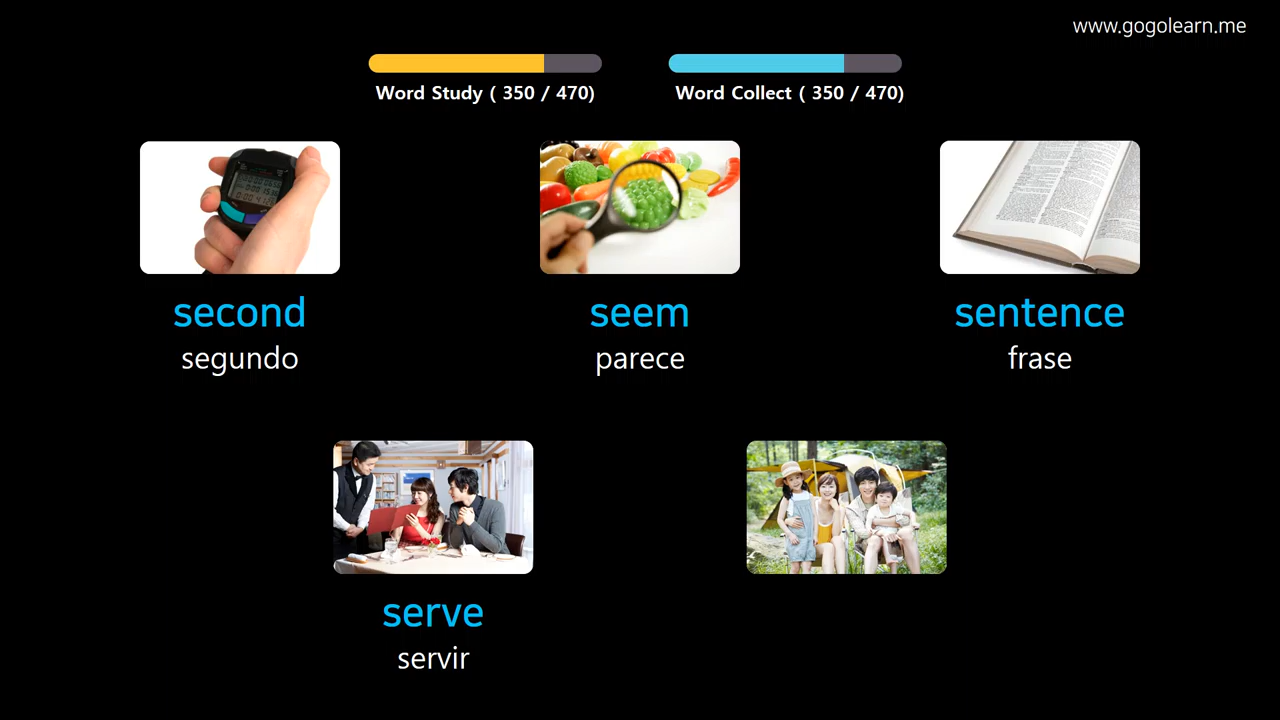 www.gogolearn.me
Word Study ( 350 / 470)
Word Collect ( 350 / 470)
second
segundo
seem
parece
sentence
frase
serve
servir